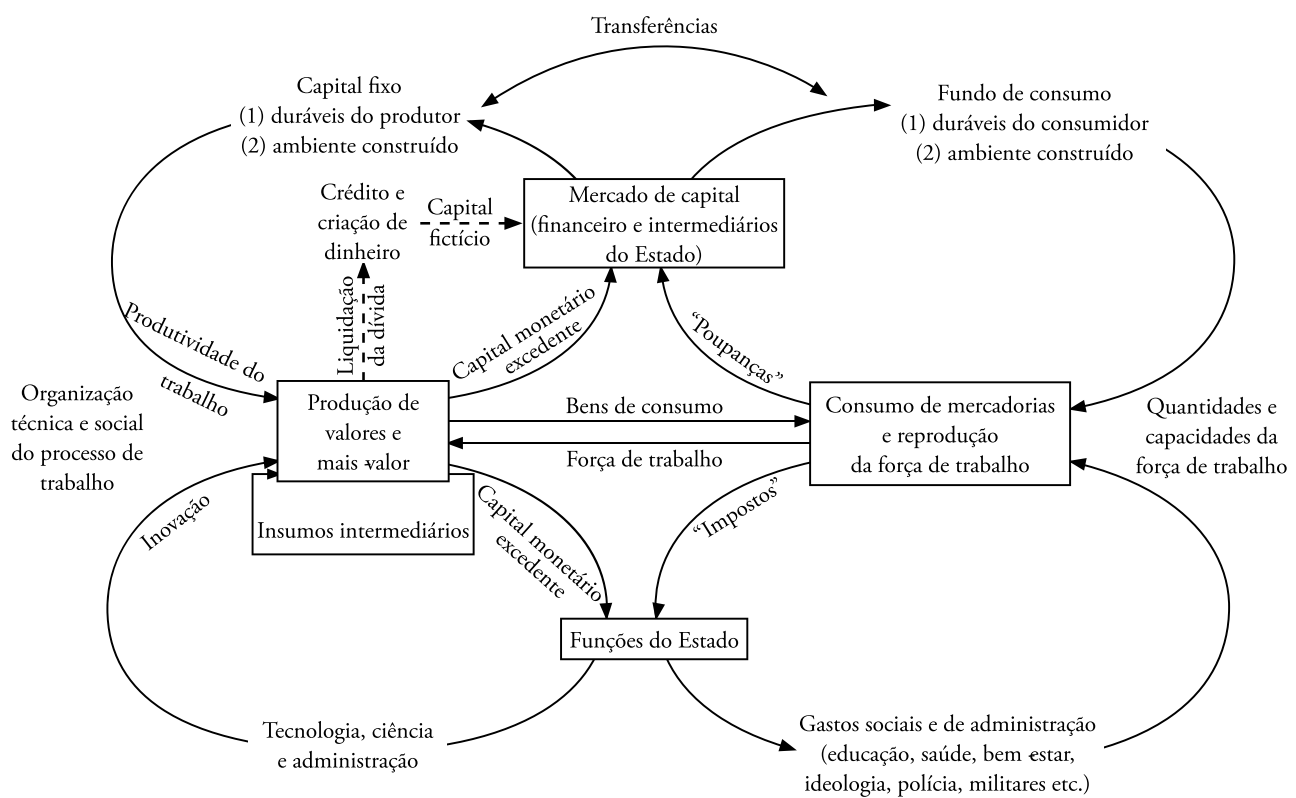 Transferências
Capital fixo
(1) duráveis do produtor
(2) ambiente construído
Fundo de consumo
(1) duráveis do consumidor
(2) ambiente construído
Crédito e
criação de
dinheiro
Capital
fictício
Mercado de capital
(financeiro e intermediários
do Estado)
Liquidação
da dívida
Capital monetário
excedente
“Poupanças”
Produtividade do
trabalho
Organização
técnica e social
do processo de
trabalho
Produção de
valores e
mais-valor
Bens de consumo
Força de trabalho
Consumo de mercadorias
e reprodução
da força de trabalho
Quantidades e
capacidades da
força de trabalho
Inovação
Insumos intermediários
Capital monetário
excedente
“Impostos”
Funções do Estado
Tecnologia, ciência
e administração
Gastos sociais e de administração
(educação, saúde, bem-estar,
ideologia, polícia, militares etc.)